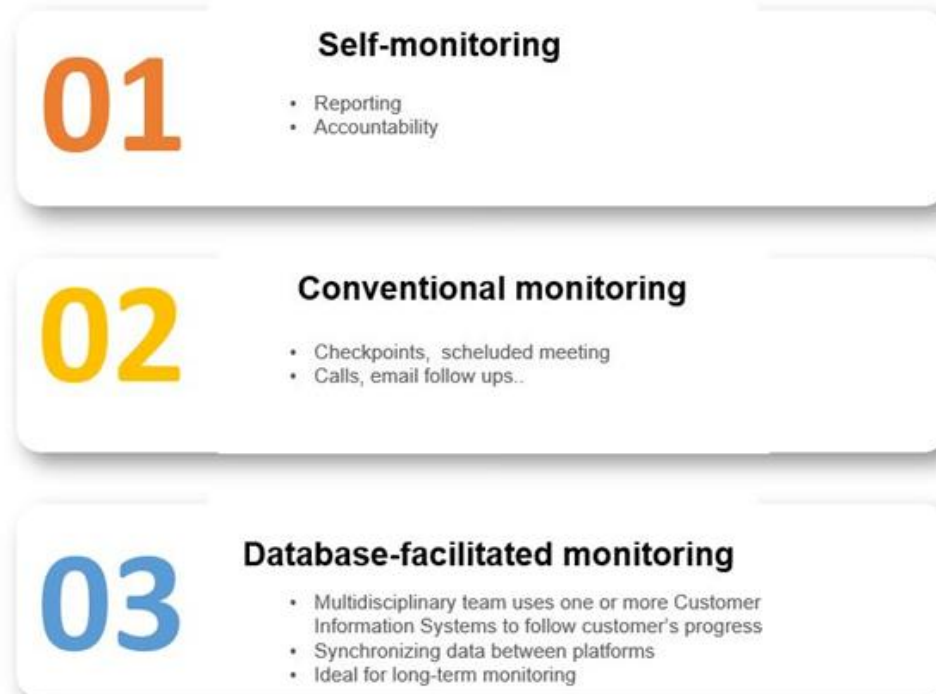 01
Self-monitoring
• Reporting
• Accountability
02
Conventional monitoring
• Checkpoints,  scheluded meeting
• Calls, email follow ups..
03
Database-facilitated monitoring
• Multidisciplinary team uses one or more Customer
Information Systems to follow customer's progress
• Synchronizing data between platforms
• Ideal for long-term monitoring